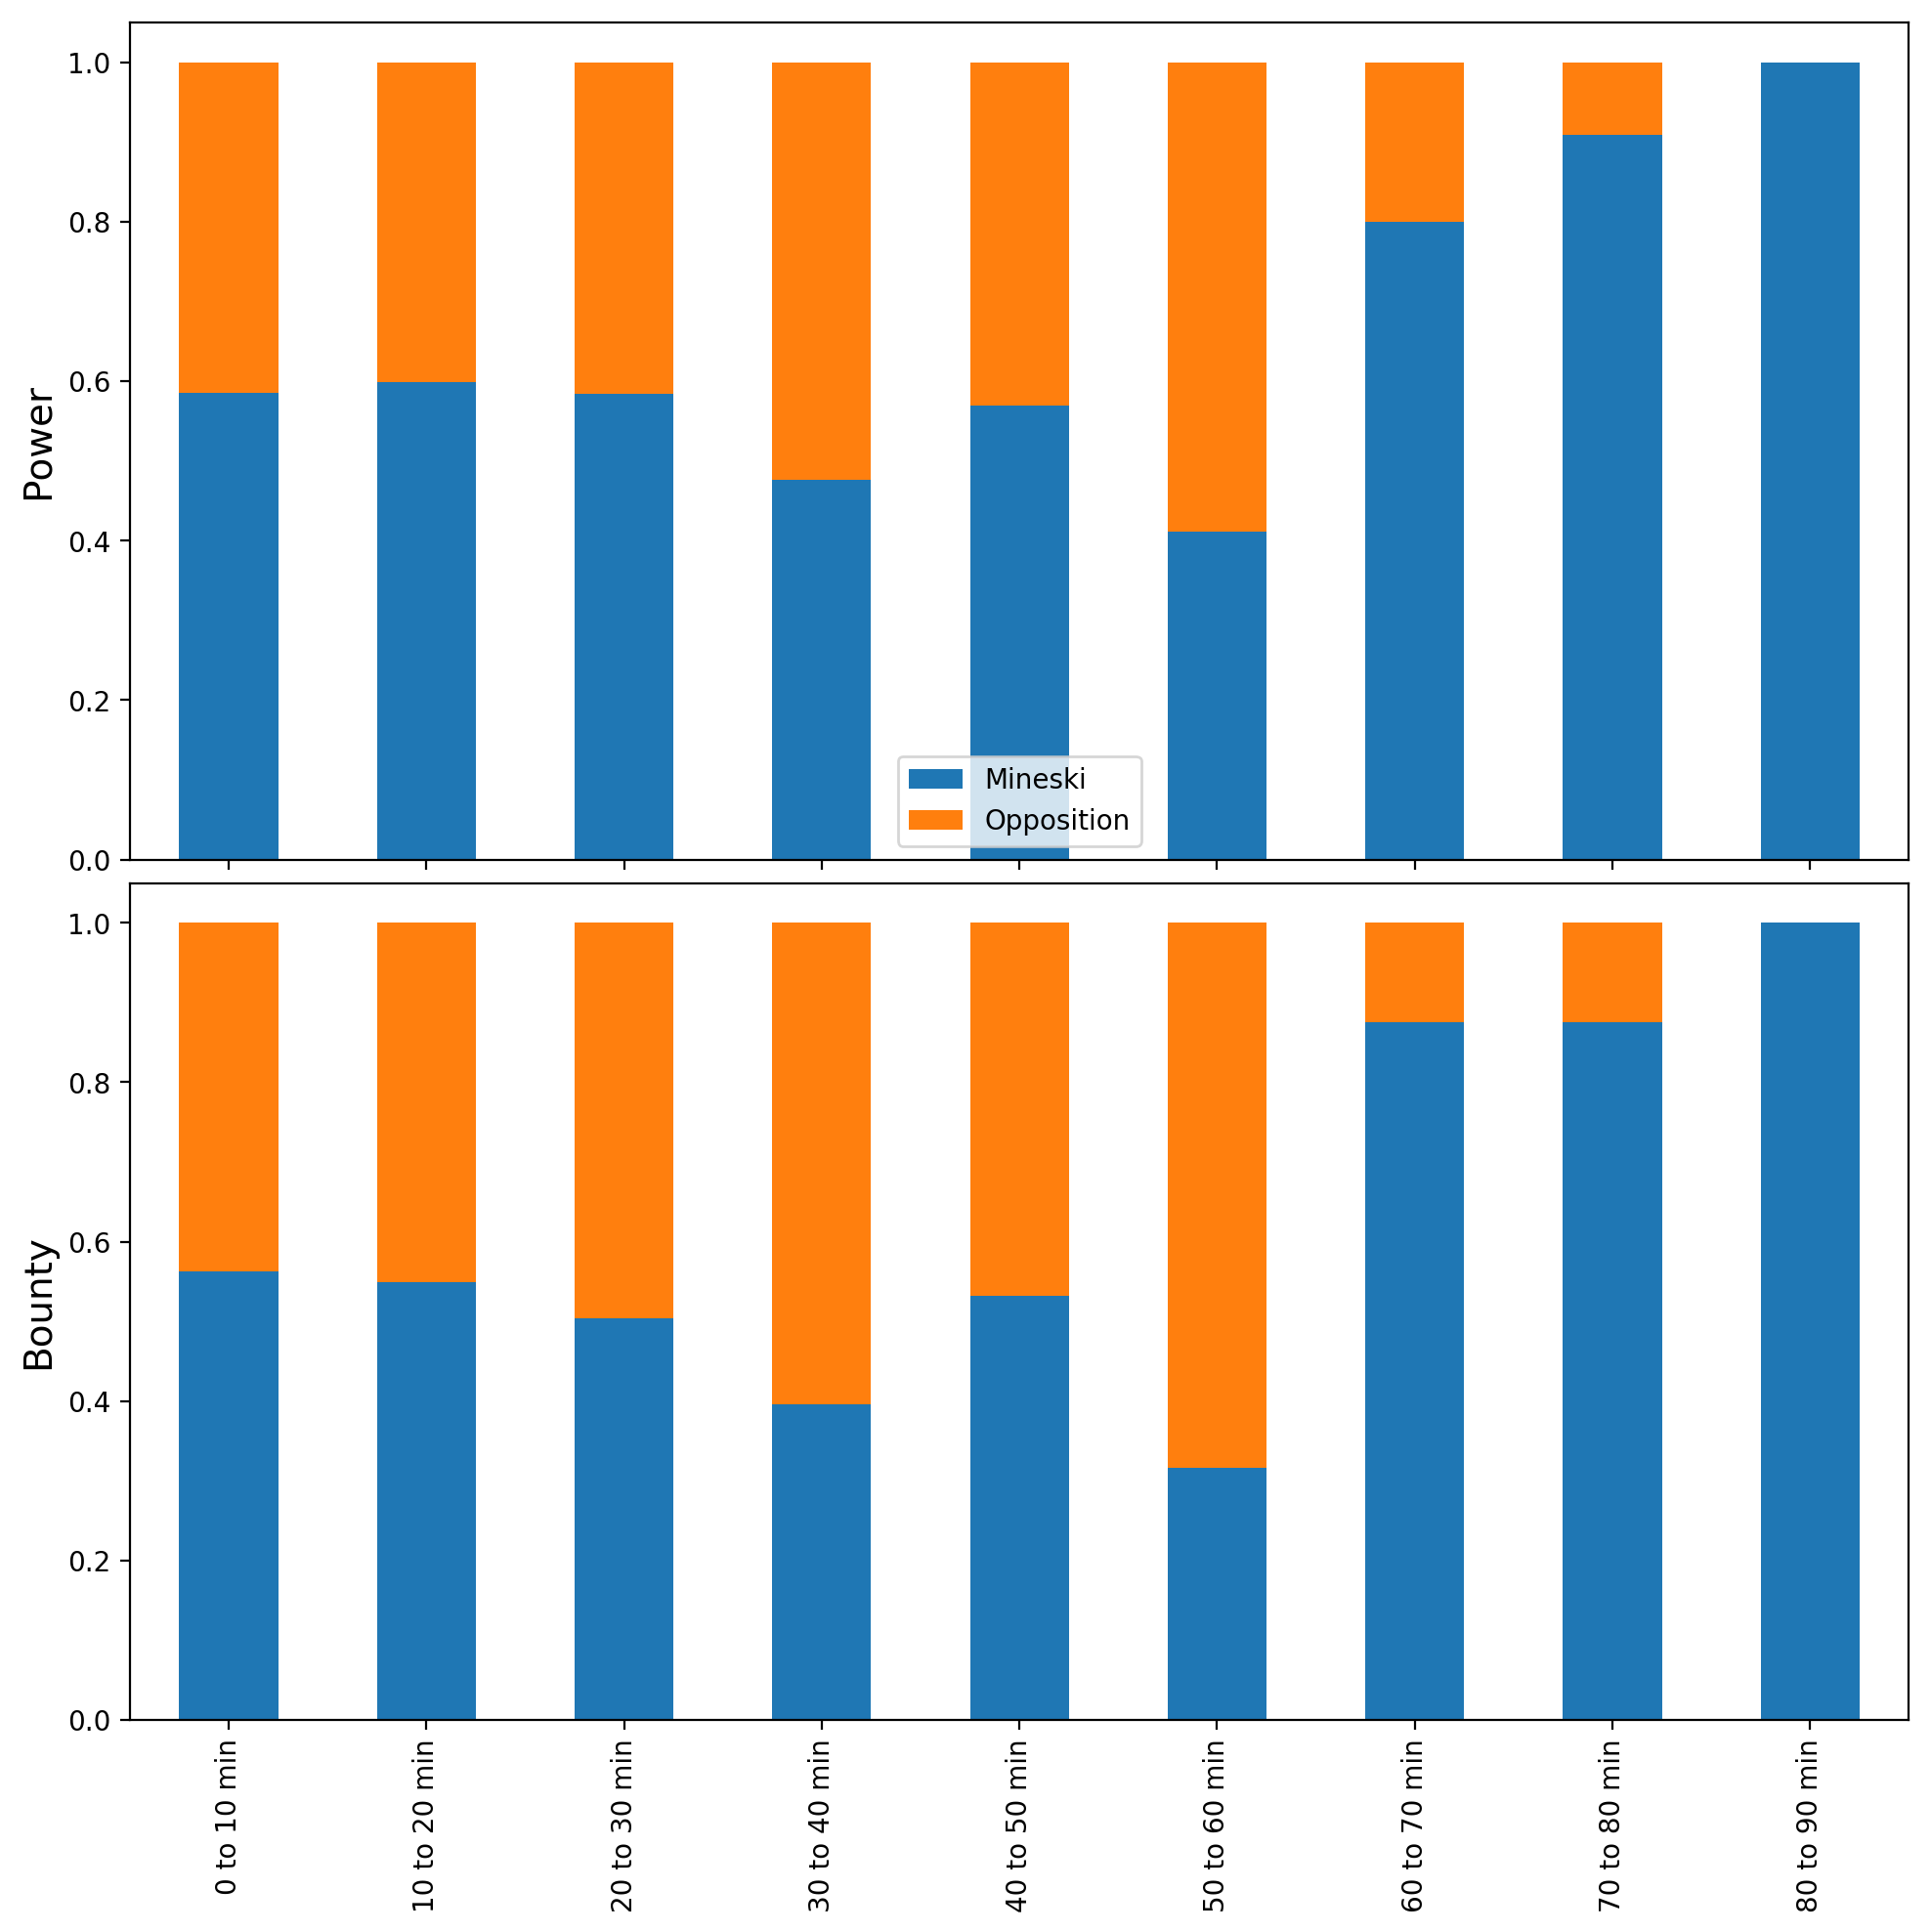 Power
1.0
0.8
0.6
0.4
0.2
0.0
Mineski
Opposition
Bounty
1.0
0.8
0.6
0.4
0.2
0.0
0 to 10 min
10 to 20 min
20 to 30 min
30 to 40 min
40 to 50 min
50 to 60 min
60 to 70 min
70 to 80 min
80 to 90 min